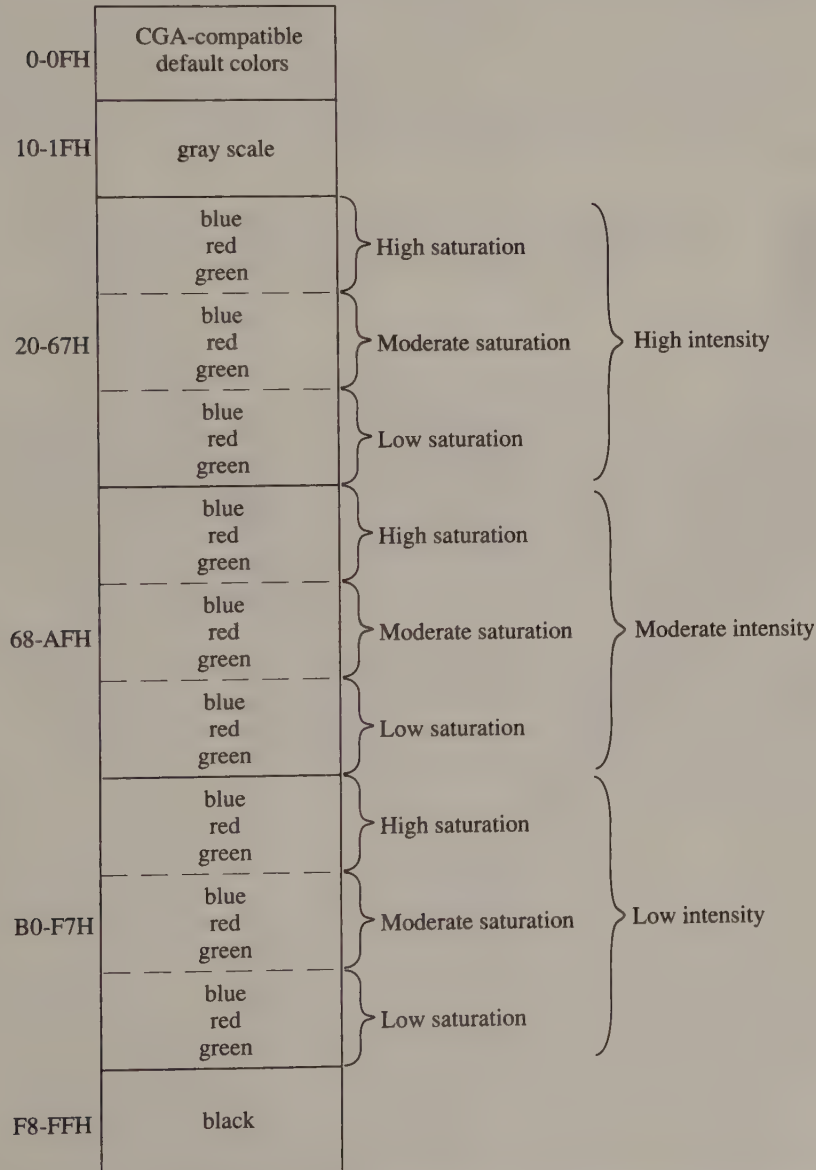 0-0FH
CGA-compatible
default colors
10-1FH
gray scale
20-67H
blue
red
green
High saturation
blue
red
green
Moderate saturation
High intensity
blue
red
green
Low saturation
68-AFH
blue
red
green
High saturation
blue
red
green
Moderate saturation
Moderate intensity
blue
red
green
Low saturation
B0-F7H
blue
red
green
High saturation
blue
red
green
Moderate saturation
Low intensity
blue
red
green
Low saturation
F8-FFH
black